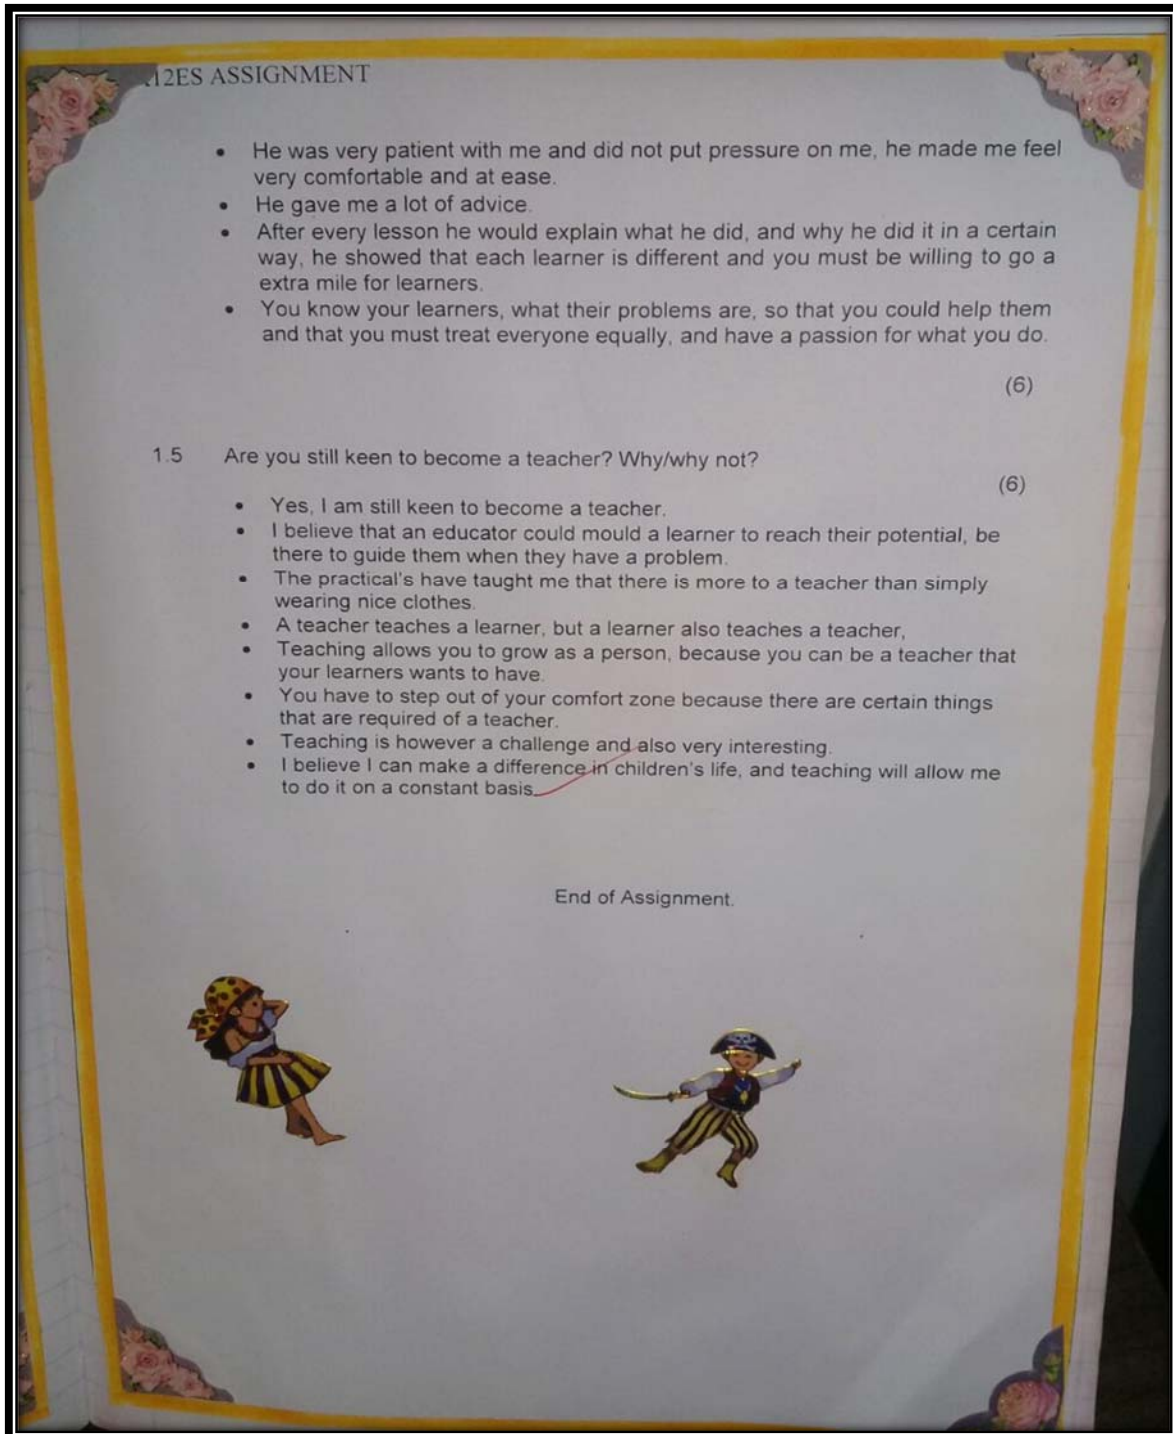 12ES ASSIGNMENT
• He was very patient with me and did not put pressure on me, he made me feel
very comfortable and at ease.
• He gave me a lot of advice.
• After every lesson he would explain what he did, and why he did it in a certain
way, he showed that each learner is different and you must be willing to go a
extra mile for learners.
• You know your learners, what their problems are, so that you could help them
and that you must treat everyone equally, and have a passion for what you do.
(6)
1.5 Are you still keen to become a teacher? Why/why not?
(6)
• Yes, I am still keen to become a teacher.
• I believe that an educator could mould a learner to reach their potential, be
there to guide them when they have a problem.
• The practical's have taught me that there is more to a teacher than simply
wearing nice clothes.
• A teacher teaches a learner, but a learner also teaches a teacher,
• Teaching allows you to grow as a person, because you can be a teacher that
your learners wants to have.
• You have to step out of your comfort zone because there are certain things
that are required of a teacher.
• Teaching is however a challenge and also very interesting.
• I believe I can make a difference in children's life, and teaching will allow me
to do it on a constant basis.
End of Assignment.